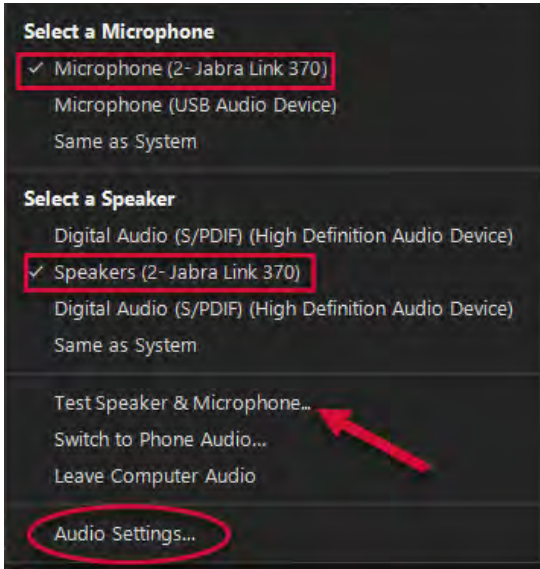 Select a Microphone
✓ Microphone (2- Jabra Link 370)
Microphone (USB Audio Device)
Same as System
Select a Speaker
Digital Audio (S/PDIF) (High Definition Audio Device)
✓ Speakers (2- Jabra Link 370)
Digital Audio (S/PDIF) (High Definition Audio Device)
Same as System
Test Speaker & Microphone...
Switch to Phone Audio...
Leave Computer Audio
Audio Settings...